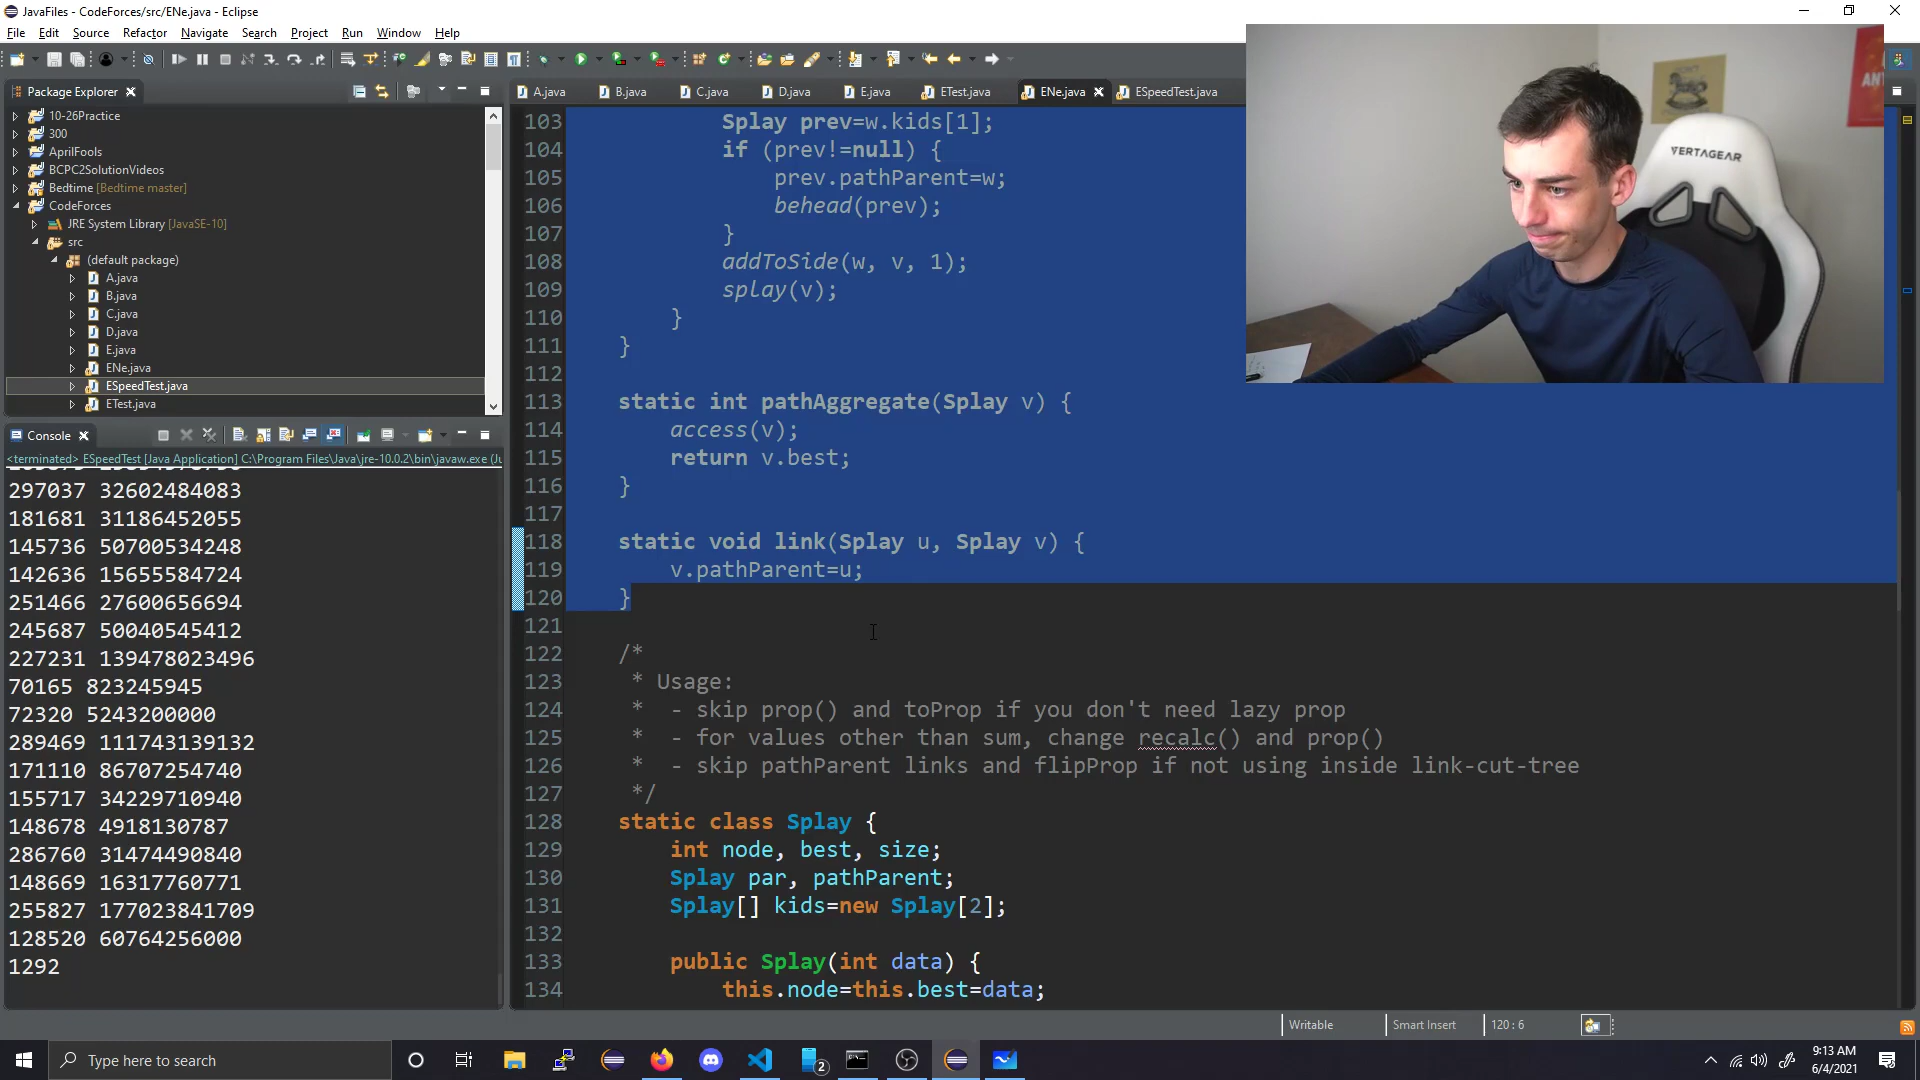 JavaFiles - CodeForces/src/ENe.java - Eclipse
File Edit Source Refactor Navigate Search Project Run Window Help
Package Explorer
10-26Practice
300
AprilFools
BCPC2SolutionVideos
Bedtime [Bedtime master]
CodeForces
JRE System Library [JavaSE-10]
src
(default package)
A.java
B.java
C.java
D.java
E.java
ENe.java
ESpeedTest.java
ETest.java
Console
<terminated> ESpeedTest [Java Application] C:\Program Files\Java\jre-10.0.2\bin\javaw.exe (Ju
297037 32602484083
181681 31186452055
145736 50700534248
142636 15655584724
251466 27600656694
245687 50040545412
227231 139478023496
70165 823245945
72320 5243200000
289469 111743139132
171110 86707254740
155717 34229710940
148678 4918130787
286760 31474490840
148669 16317760771
255827 177023841709
128520 60764256000
1292
A.java B.java C.java D.java E.java ETest.java ENe.java ESpeedTest.java
103 Splay prev=w.kids[1];
104 if (prev!=null) {
105 prev.pathParent=w;
106 behead(prev);
107 }
108 addToSide(w, v, 1);
109 splay(v);
110 }
111 }
112
113 static int pathAggregate(Splay v) {
114 access(v);
115 return v.best;
116 }
117
118 static void link(Splay u, Splay v) {
119 v.pathParent=u;
120 }
121
122 /*
123 * Usage:
124 * - skip prop() and toProp if you don't need lazy prop
125 * - for values other than sum, change recalc() and prop()
126 * - skip pathParent links and flipProp if not using inside link-cut-tree
127 */
128 static class Splay {
129 int node, best, size;
130 Splay par, pathParent;
131 Splay[] kids=new Splay[2];
132
133 public Splay(int data) {
134 this.node=this.best=data;
VERTAGEAR
Writable Smart Insert 120 : 6
Type here to search
2
9:13 AM
6/4/2021